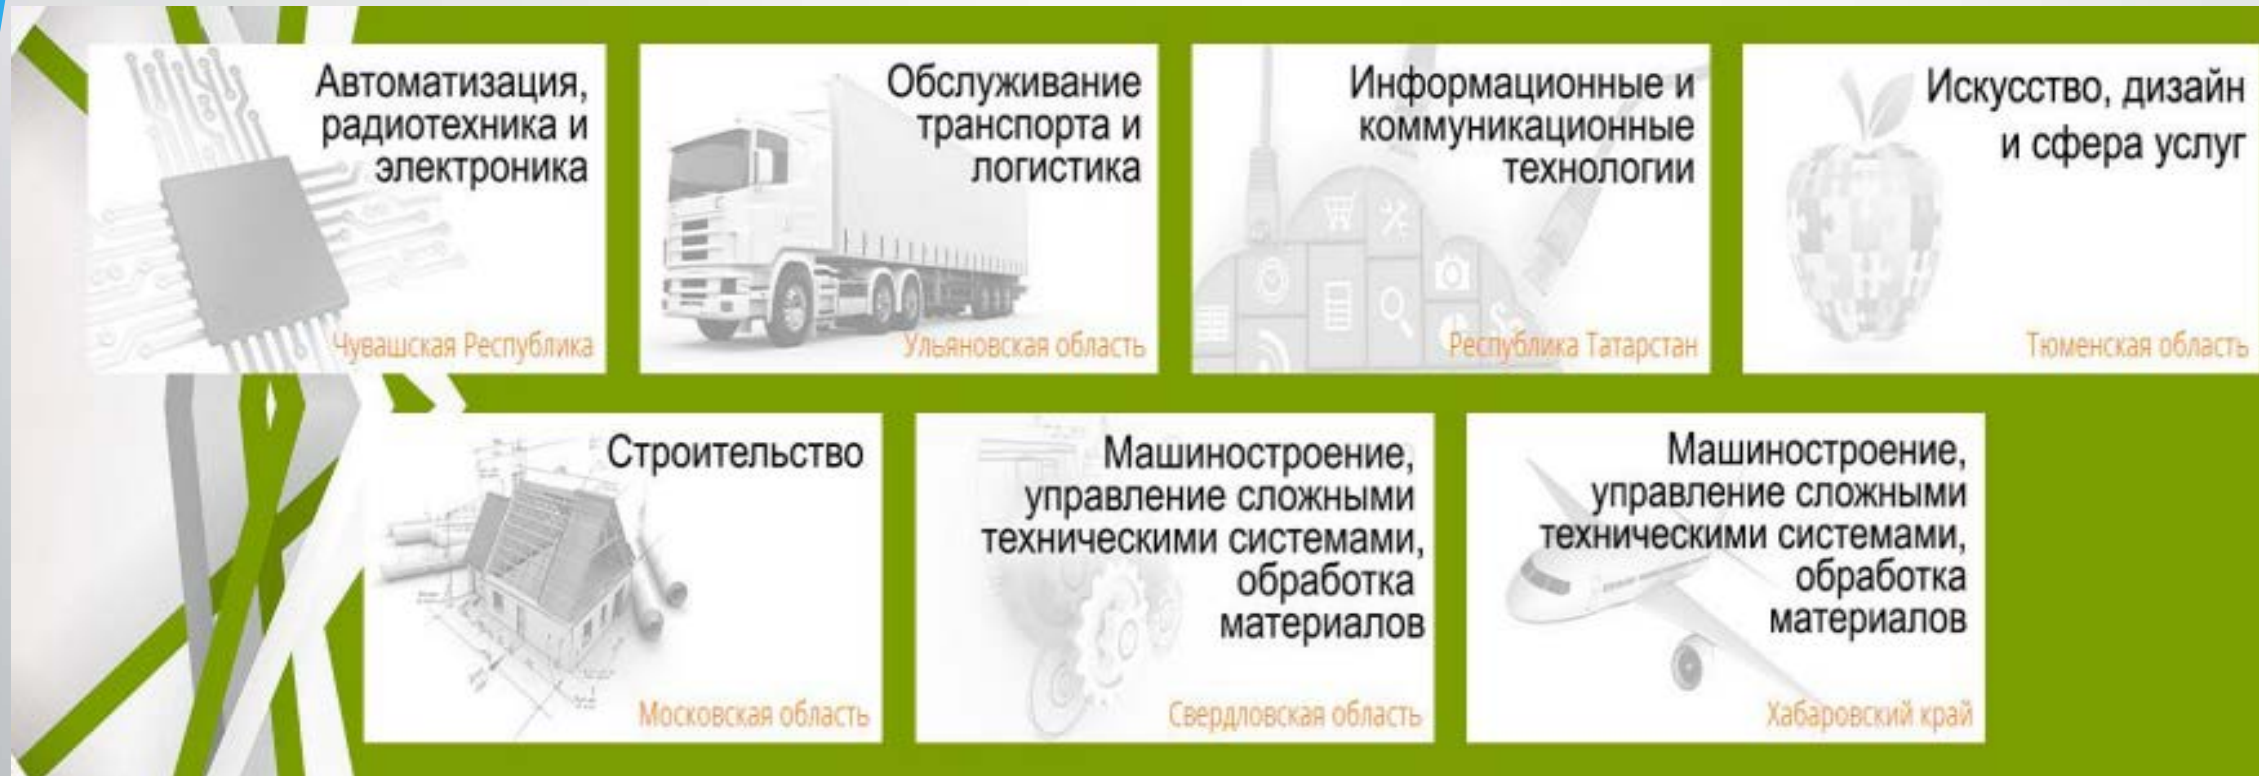 Автоматизация,
радиотехника и
электроника
Чувашская Республика
Обслуживание
транспорта и
логистика
Ульяновская область
Информационные и
коммуникационные
технологии
Республика Татарстан
Искусство, дизайн
и сфера услуг
Тюменская область
Строительство
Московская область
Машиностроение,
управление сложными
техническими системами,
обработка
материалов
Свердловская область
Машиностроение,
управление сложными
техническими системами,
обработка
материалов
Хабаровский край